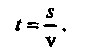 t = s/v.